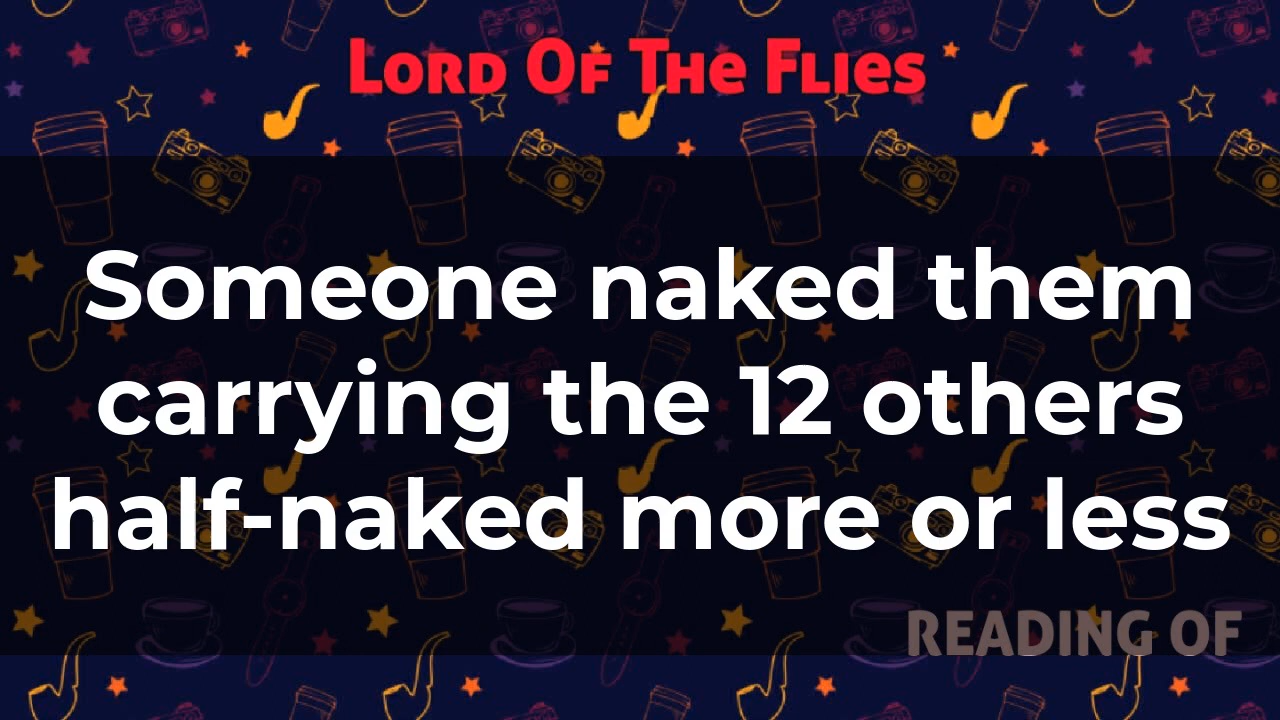 Lord Of The Flies
Someone naked them
carrying the 12 others
half-naked more or less
READING OF